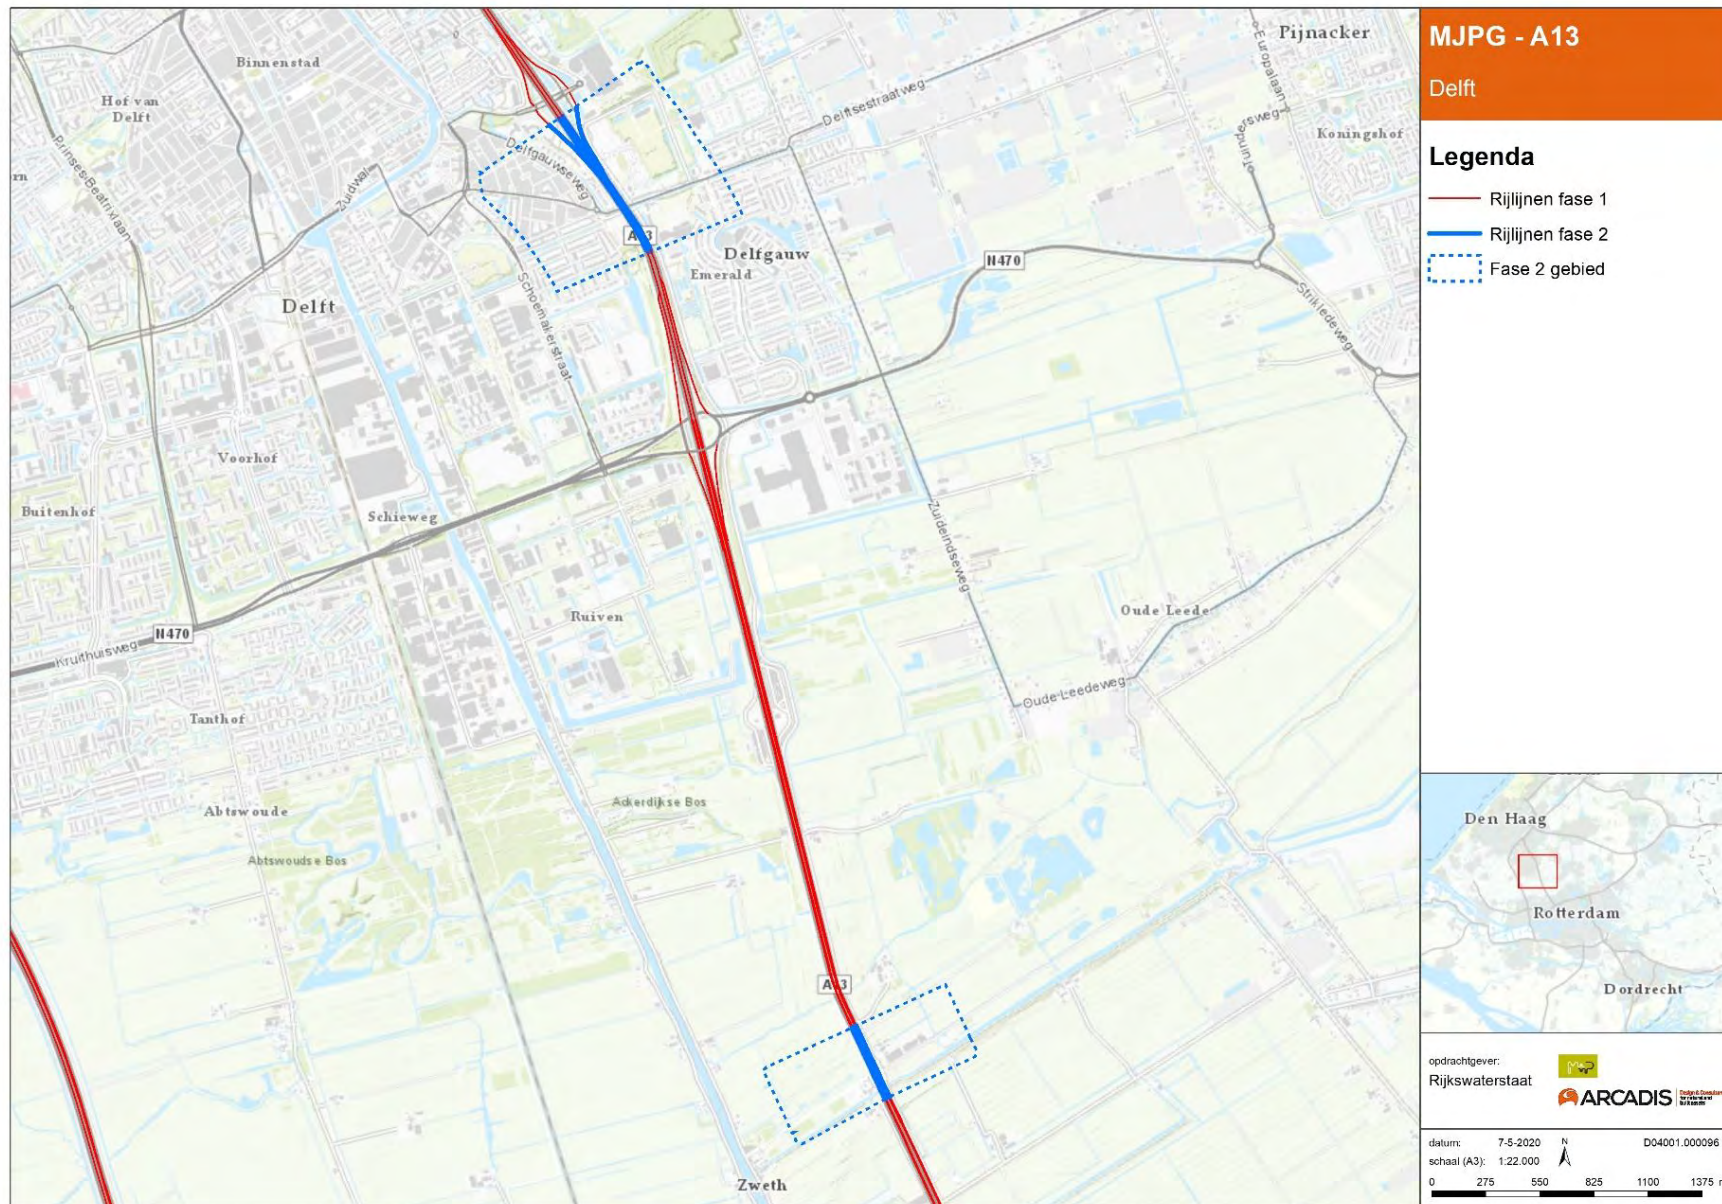 Pijnacker
Binnenstad
Hof van
Delft
Prinses Beatrixlaan
Zuidwal
Delfgauwseweg
Delftsestraatweg
Europalaan
Koningshof
A13
Delfgauw
Emerald
Delft
Schoemakerstraat
N470
Striktedeweg
Voorhof
Buitenhof
Schieweg
Zuideindseweg
Ruiven
Oude Leede
N470
Kruithuisweg
Oude Leedeweg
Tanthof
Abtswoude
Ackerdijkse Bos
Abtswoudse Bos
A13
Zweth
MJPG - A13
Delft
Legenda
Rijlijnen fase 1
Rijlijnen fase 2
Fase 2 gebied
Den Haag
Rotterdam
Dordrecht
opdrachtgever:
Rijkswaterstaat
ARCADIS
datum: 7-5-2020 N D04001.000096
schaal (A3): 1:22.000
0 275 550 825 1100 1375